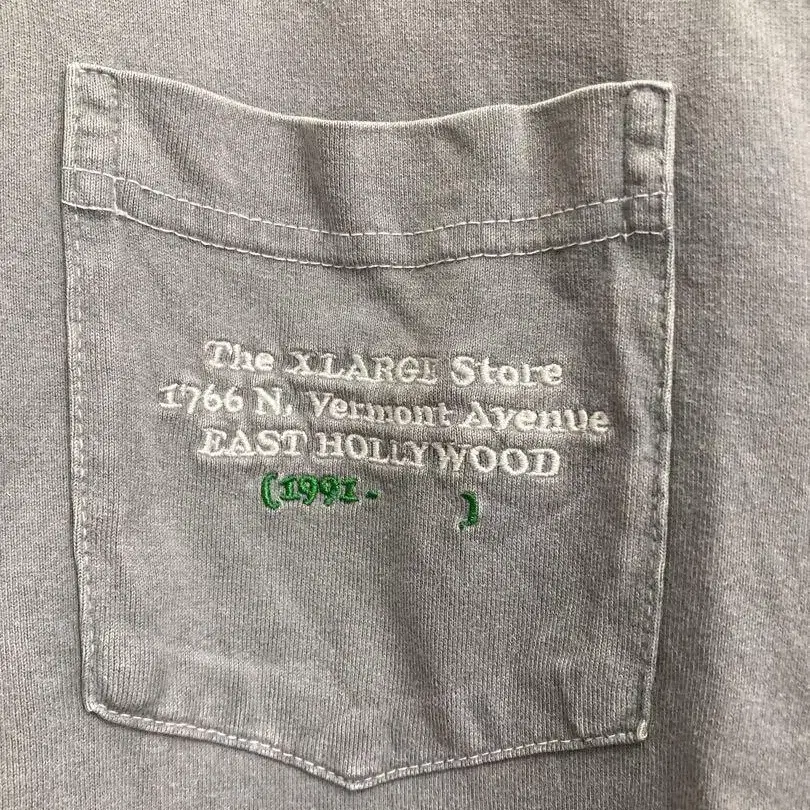 The XLARGE Store
1766 N. Vermont Avenue
EAST HOLLYWOOD
(1991-     )